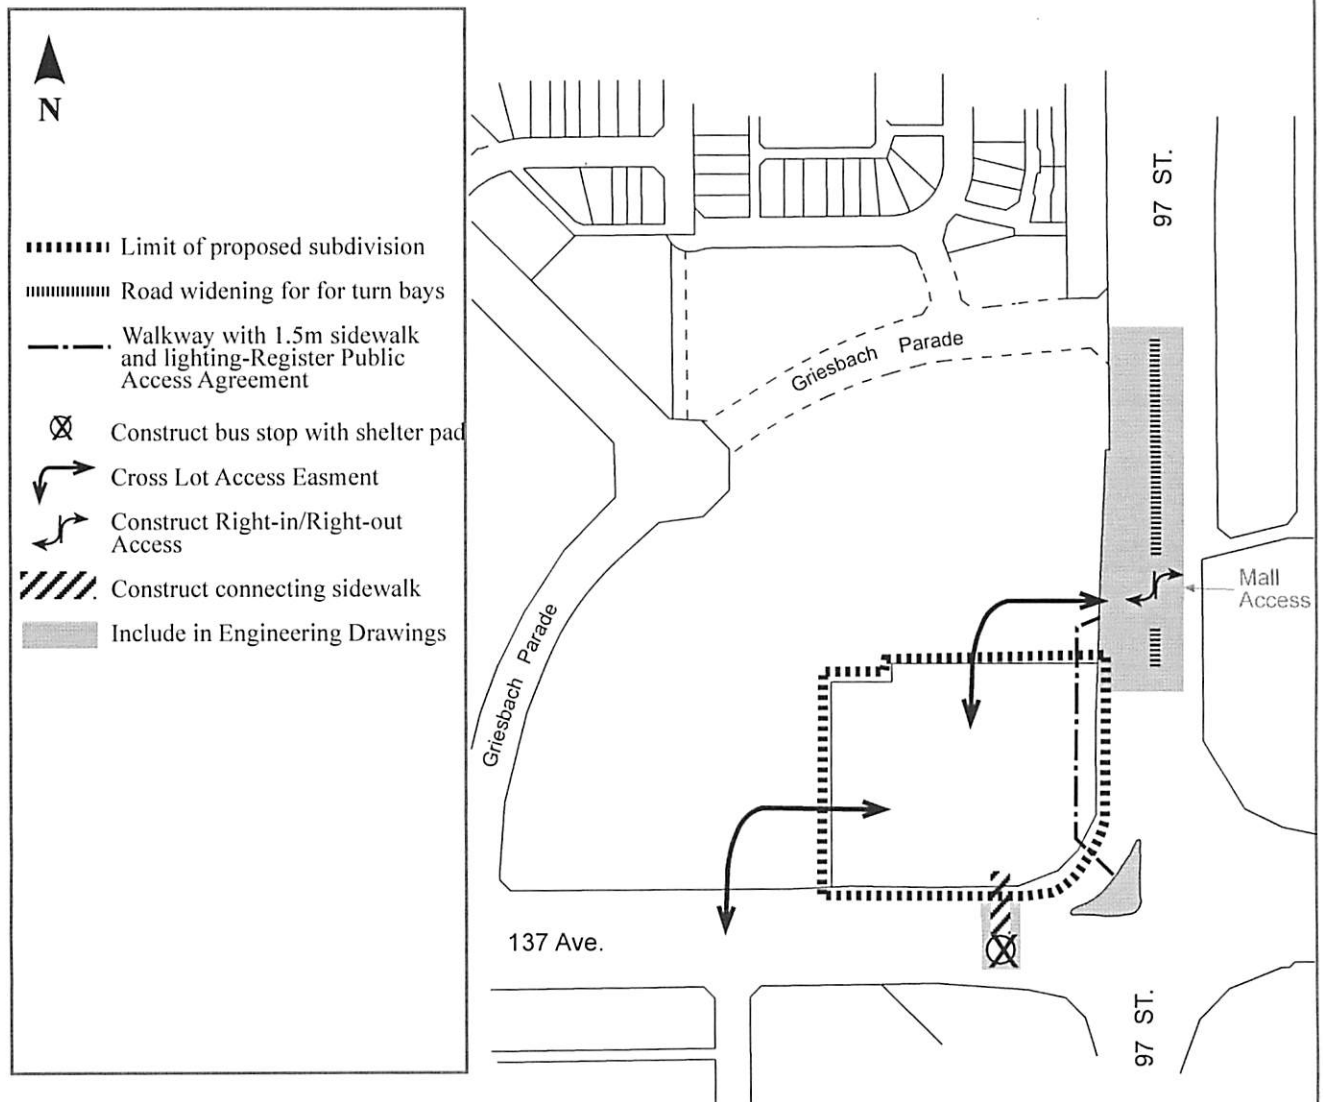 N
Limit of proposed subdivision
Road widening for for turn bays
Walkway with 1.5m sidewalk
and lighting-Register Public
Access Agreement
Construct bus stop with shelter pad
Cross Lot Access Easment
Construct Right-in/Right-out
Access
Construct connecting sidewalk
Include in Engineering Drawings
97 ST.
Griesbach Parade
Mall
Access
Griesbach Parade
137 Ave.
97 ST.